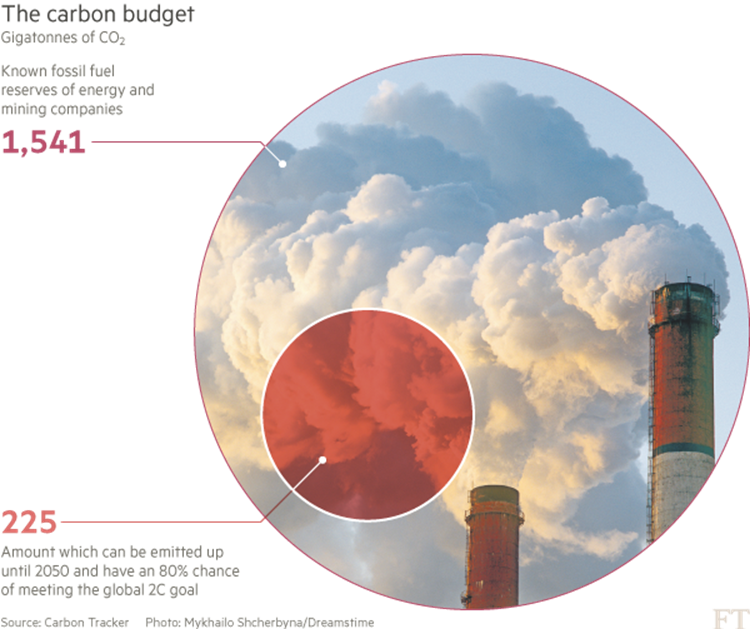 The carbon budget
Gigatonnes of CO₂
Known fossil fuel
reserves of energy and
mining companies
1,541
225
Amount which can be emitted up
until 2050 and have an 80% chance
of meeting the global 2C goal
Source: Carbon Tracker Photo: Mykhailo Shcherbyna/Dreamstime
FT